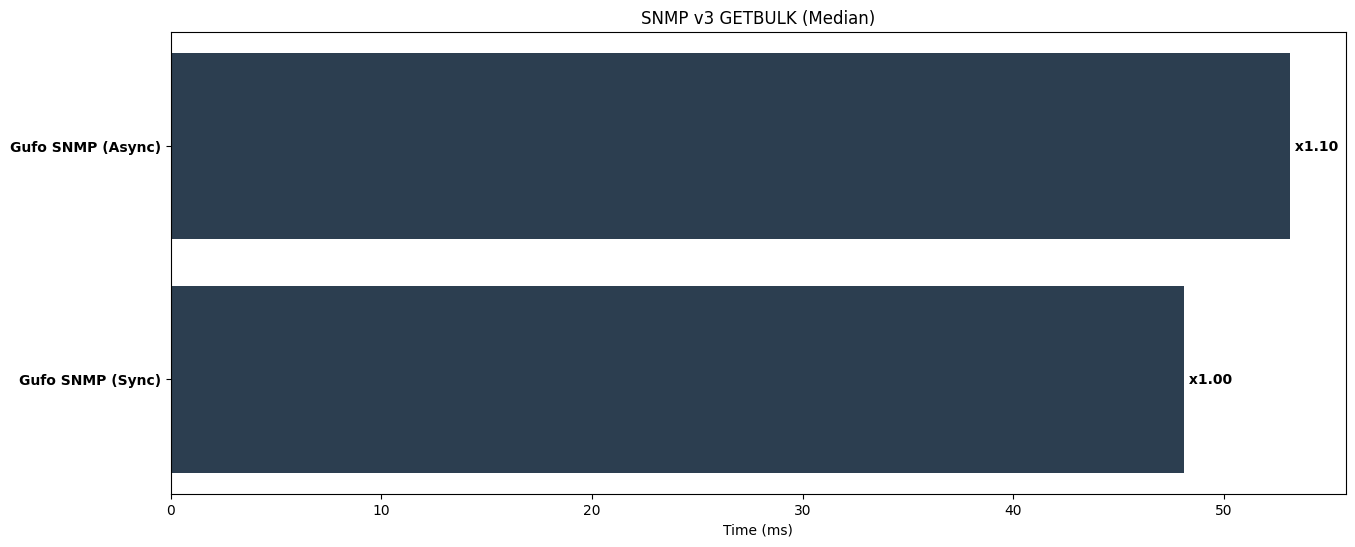 SNMP v3 GETBULK (Median)
Gufo SNMP (Async)
x1.10
Gufo SNMP (Sync)
x1.00
0 10 20 30 40 50
Time (ms)